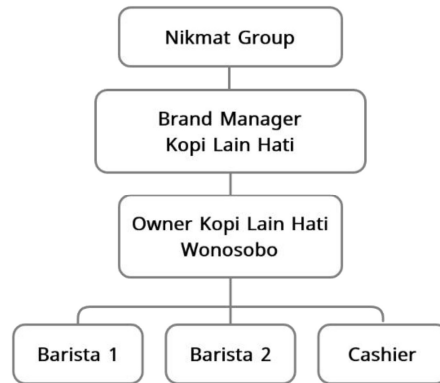 Nikmat Group
Brand Manager
Kopi Lain Hati
Owner Kopi Lain Hati
Wonosobo
Barista 1
Barista 2
Cashier